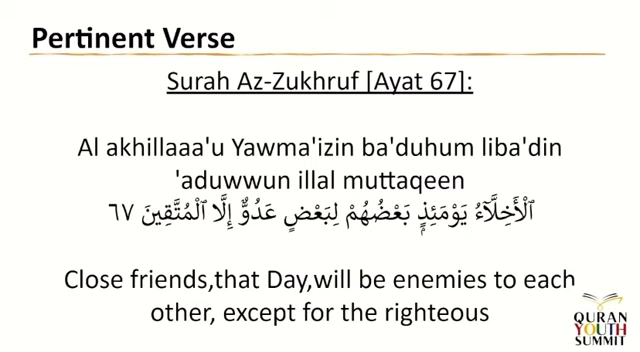 Pertinent Verse
Surah Az-Zukhruf [Ayat 67]:
Al akhillaaa'u Yawma'izin ba'duhum liba'din
'aduwwun illal muttaqeen
ٱلْأَخِلَّآءُ يَوْمَئِذٍۭ بَعْضُهُمْ لِبَعْضٍ عَدُوٌّ إِلَّا ٱلْمُتَّقِينَ ٦٧
Close friends,that Day,will be enemies to each
other, except for the righteous
QURAN
YOUTH
SUMMIT